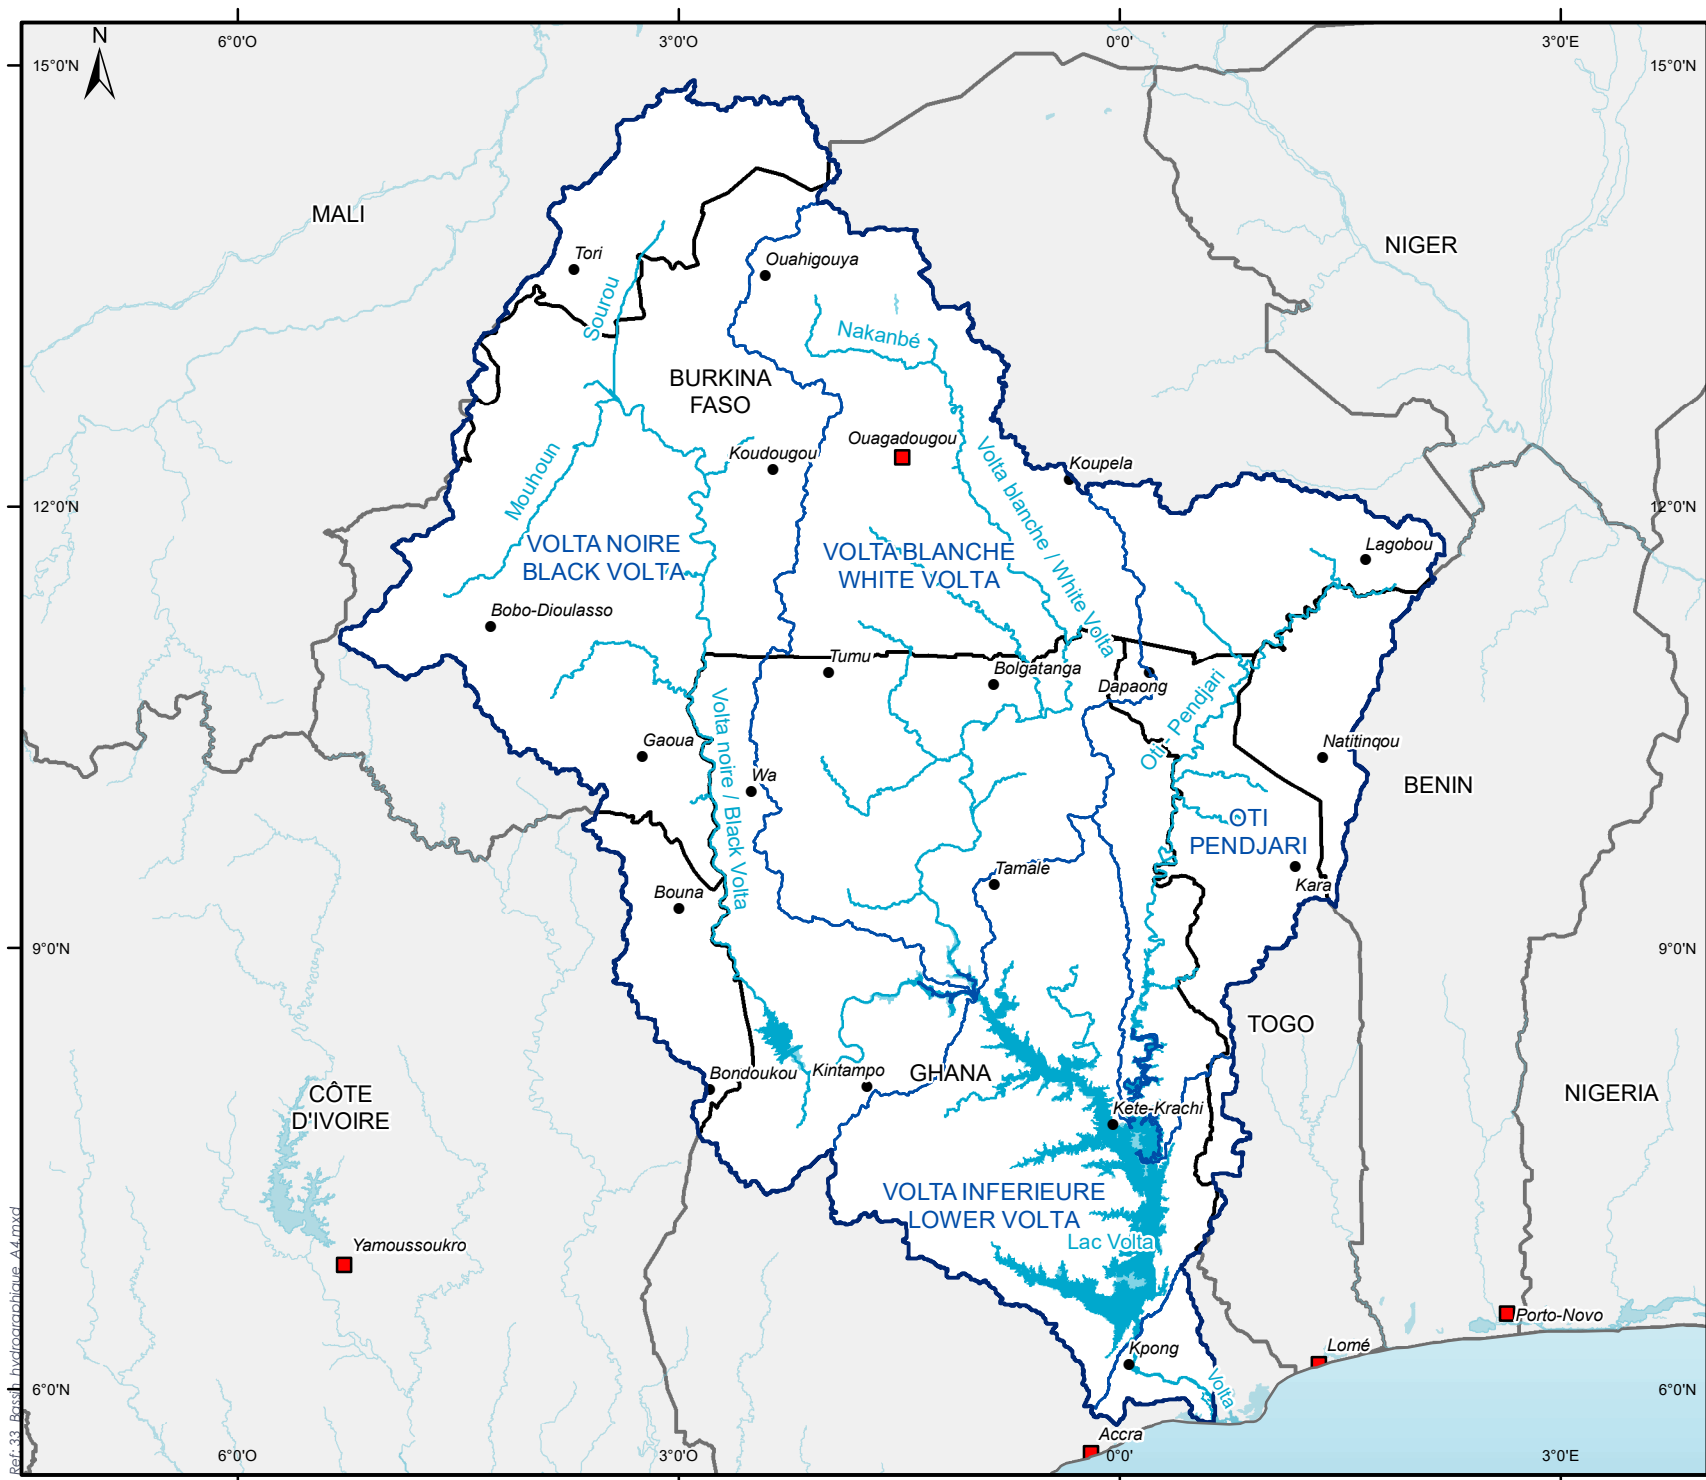 N
6°0'O
3°0'O
0°0'
3°0'E
15°0'N
15°0'N
MALI
NIGER
Tori
Ouahigouya
Sourou
Nakanbé
BURKINA
FASO
Ouagadougou
Koudougou
Koupela
Mouhoun
Volta blanche / White Volta
12°0'N
12°0'N
VOLTA NOIRE
BLACK VOLTA
VOLTA BLANCHE
WHITE VOLTA
Lagobou
Bobo-Dioulasso
Tumu
Bolgatanga
Dapaong
Oti - Pendjari
Volta noire / Black Volta
Gaoua
Natitinqou
Wa
BENIN
OTI
PENDJARI
Tamale
Kara
Bouna
9°0'N
9°0'N
TOGO
Bondoukou
Kintampo
GHANA
CÔTE
D'IVOIRE
NIGERIA
Kete-Krachi
VOLTA INFERIEURE
LOWER VOLTA
Lac Volta
Yamoussoukro
Porto-Novo
Lomé
Kpong
Volta
6°0'N
6°0'N
Accra
6°0'O
3°0'O
0°0'
3°0'E
Ref: 33_Bassin_hydrographique_A4.mxd